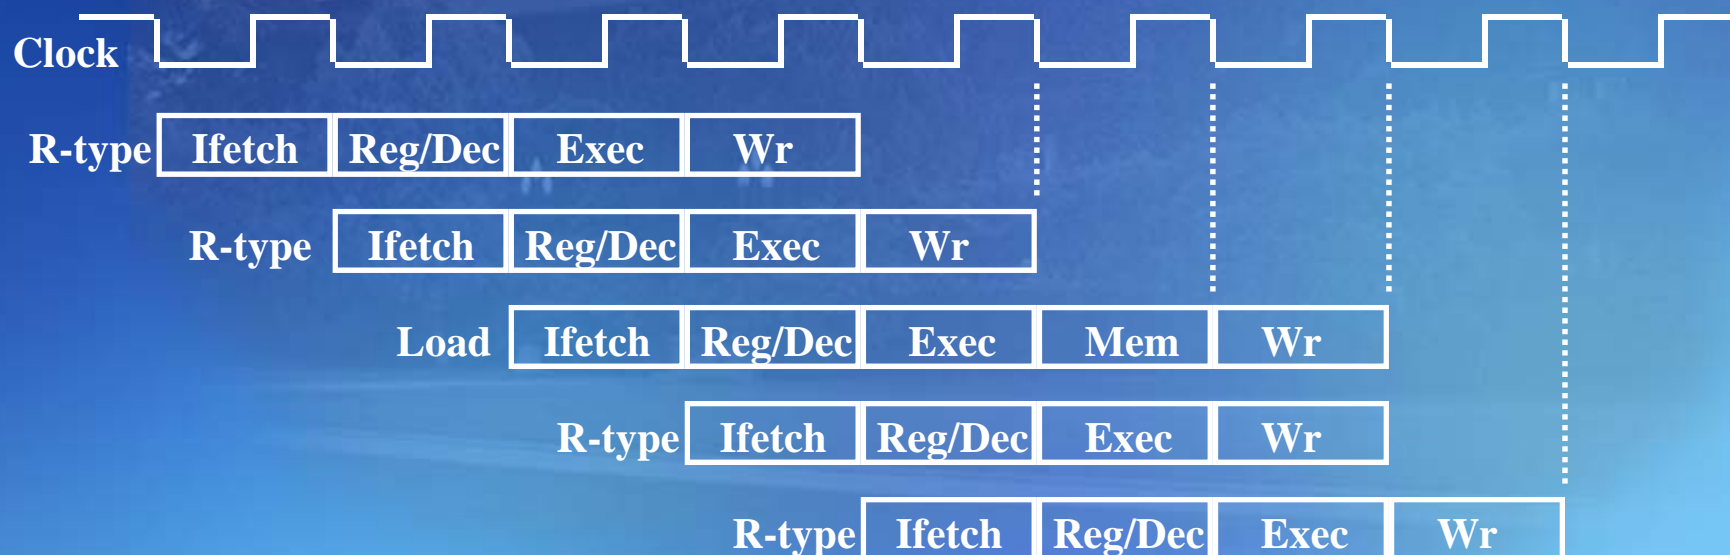 Clock
R-type Ifetch Reg/Dec Exec Wr
R-type Ifetch Reg/Dec Exec Wr
Load Ifetch Reg/Dec Exec Mem Wr
R-type Ifetch Reg/Dec Exec Wr
R-type Ifetch Reg/Dec Exec Wr